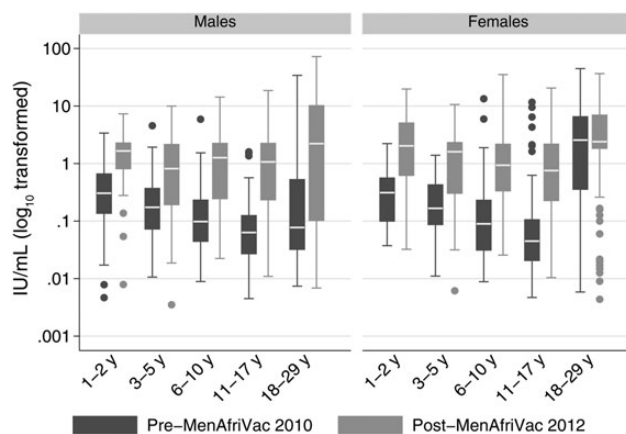 Males
Females
IU/mL (log10 transformed)
100
10
1
.1
.01
.001
1–2 y
3–5 y
6–10 y
11–17 y
18–29 y
1–2 y
3–5 y
6–10 y
11–17 y
18–29 y
Pre–MenAfriVac 2010
Post–MenAfriVac 2012